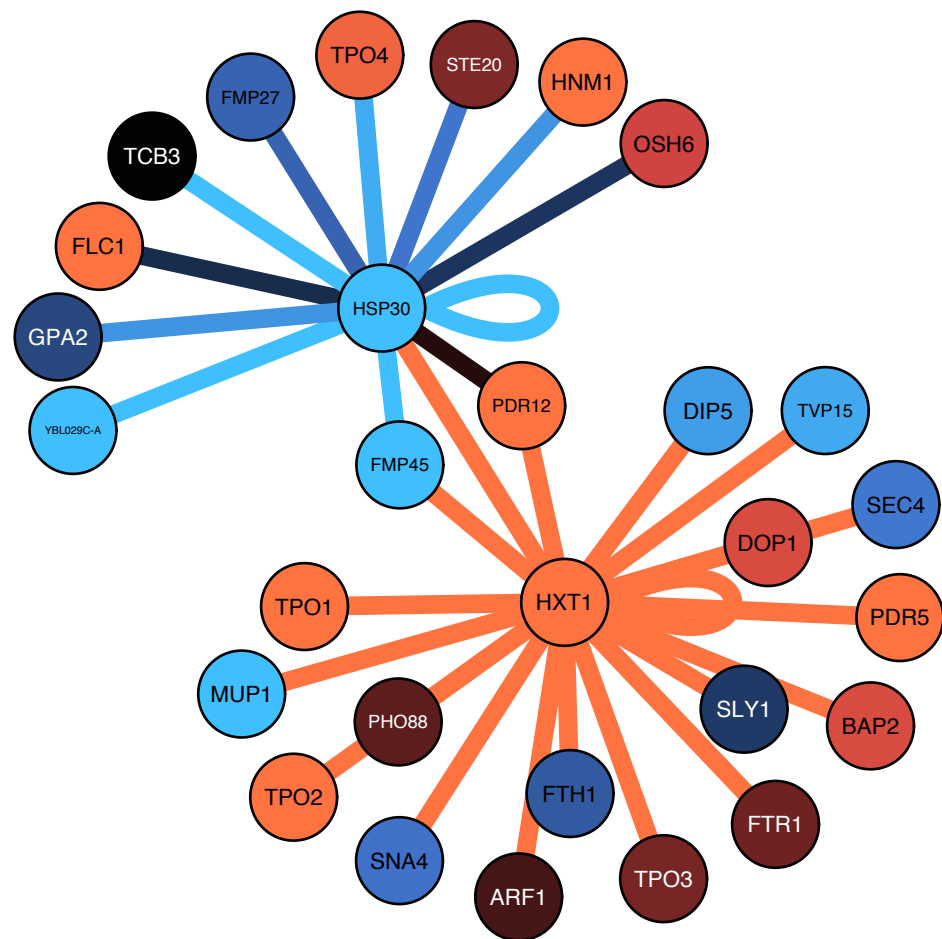 TPO4
STE20
HNM1
FMP27
OSH6
TCB3
FLC1
HSP30
GPA2
PDR12
DIP5
TVP15
YBL029C-A
FMP45
SEC4
DOP1
HXT1
TPO1
PDR5
MUP1
SLY1
PHO88
BAP2
FTH1
TPO2
FTR1
SNA4
TPO3
ARF1